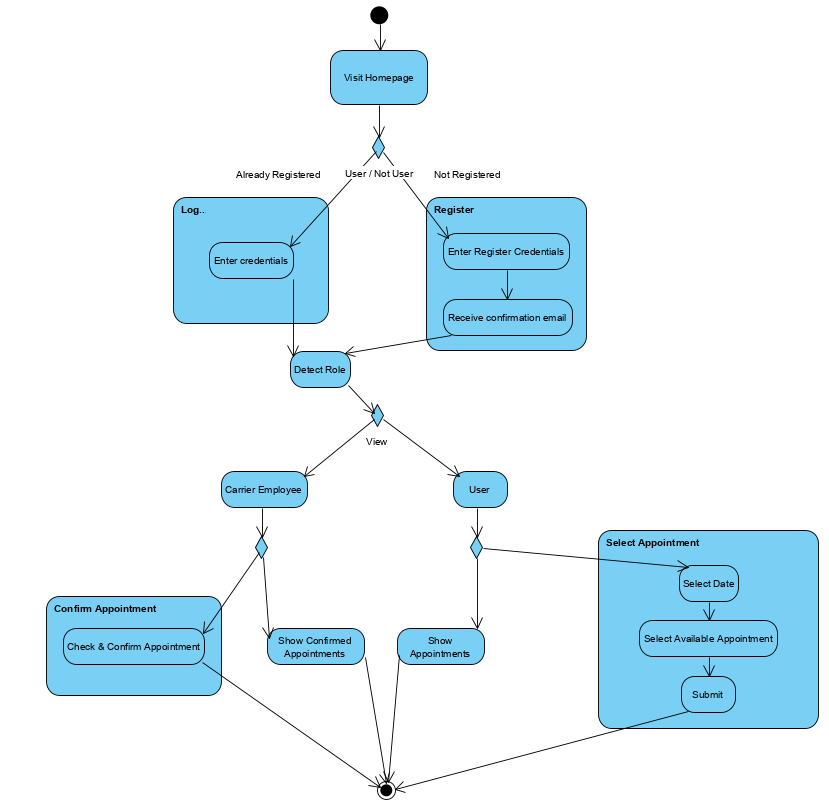 Visit Homepage
Already Registered
User / Not User
Not Registered
Log...
Register
Enter credentials
Enter Register Credentials
Receive confirmation email
Detect Role
View
Carrier Employee
User
Select Appointment
Select Date
Confirm Appointment
Check & Confirm Appointment
Show Confirmed
Appointments
Show
Appointments
Select Available Appointment
Submit